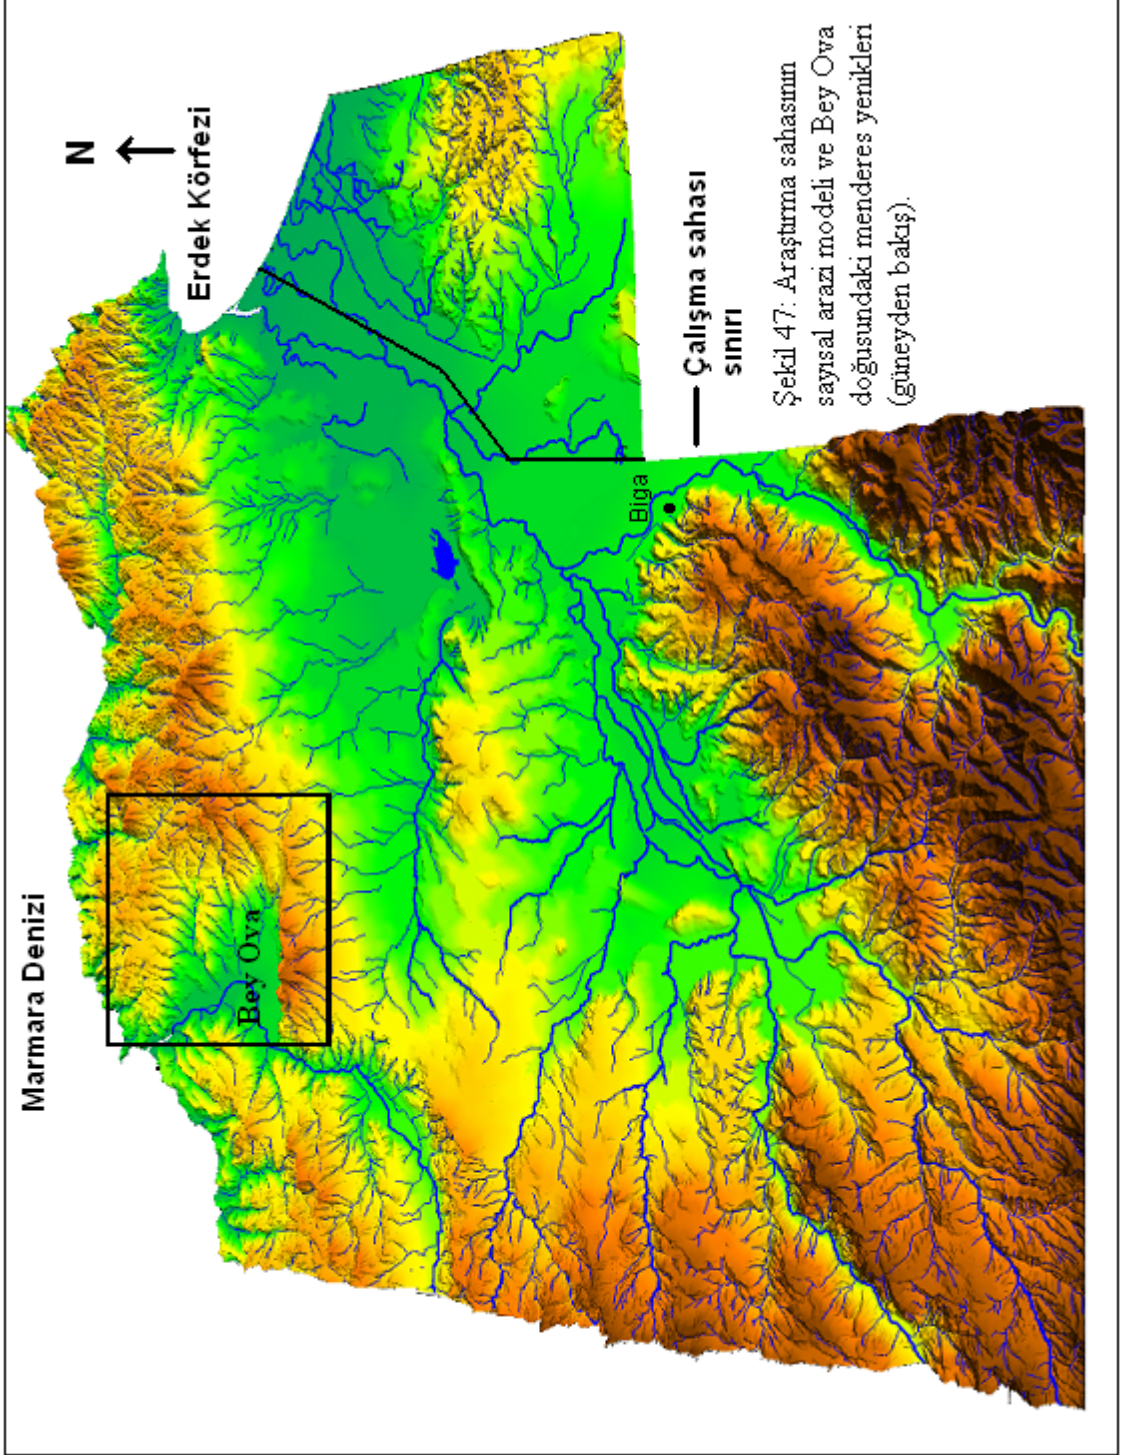 Marmara Denizi
N
Erdek Körfezi
Bey Ova
Biga
Çalışma sahası
sınırı
Şekil 47: Araştırma sahasının
sayısal arazi modeli ve Bey Ova
doğusundaki menderes yenikleri
(güneyden bakış).